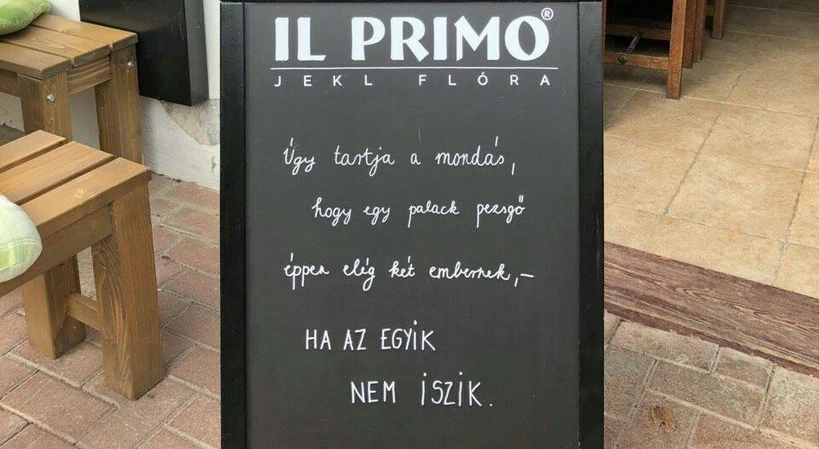 IL PRIMO®
JEKL FLÓRA
Úgy tartja a mondás,
hogy egy palack pezsgő
éppen elég két embernek,–
HA AZ EGYIK
NEM ISZIK.